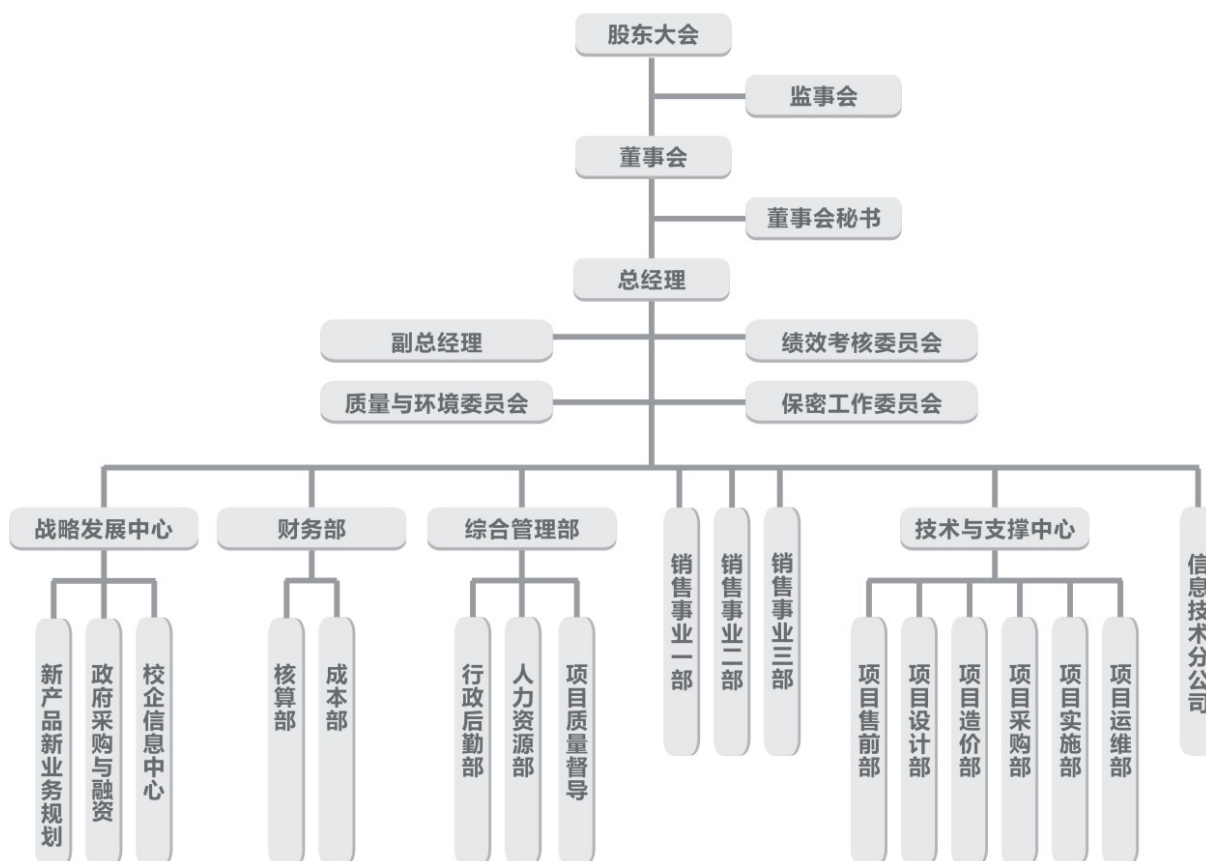 股东大会
监事会
董事会
董事会秘书
总经理
副总经理
绩效考核委员会
质量与环境委员会
保密工作委员会
战略发展中心
财务部
综合管理部
销售事业一部
销售事业二部
销售事业三部
技术与支撑中心
信息技术分公司
新产品新业务规划
政府采购与融资
校企信息中心
核算部
成本部
行政后勤部
人力资源部
项目质量督导
项目售前部
项目设计部
项目造价部
项目采购部
项目实施部
项目运维部